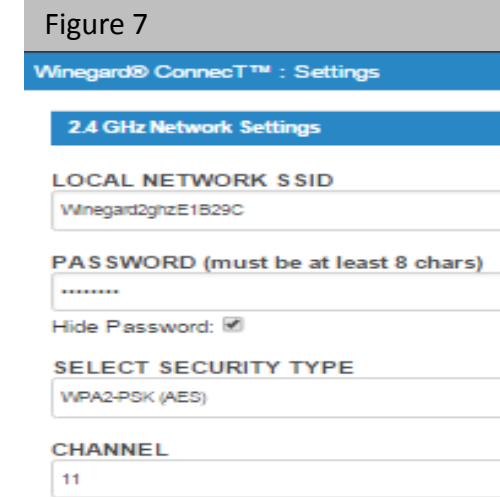 Figure 7
Winegard® ConnecT™ : Settings
2.4 GHz Network Settings
LOCAL NETWORK SSID
Winegard2ghzE1B29C
PASSWORD (must be at least 8 chars)
••••••••
Hide Password:
SELECT SECURITY TYPE
WPA2-PSK (AES)
CHANNEL
11